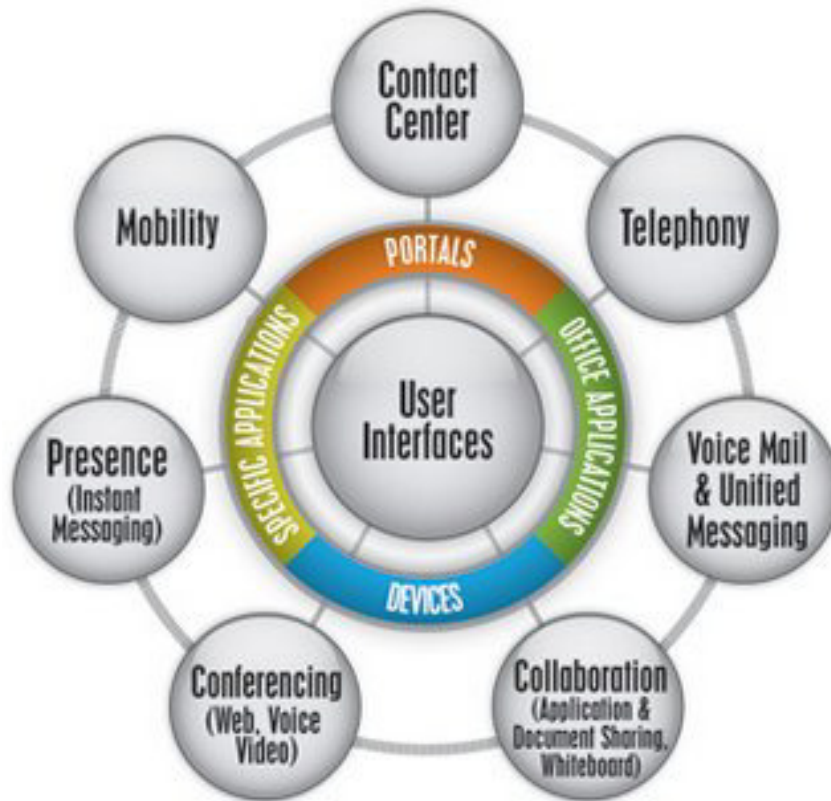 Contact
Center
Mobility
Telephony
PORTALS
SPECIFIC APPLICATIONS
OFFICE APPLICATIONS
User
Interfaces
Presence
(Instant
Messaging)
Voice Mail
& Unified
Messaging
DEVICES
Conferencing
(Web, Voice
Video)
Collaboration
(Application &
Document Sharing,
Whiteboard)